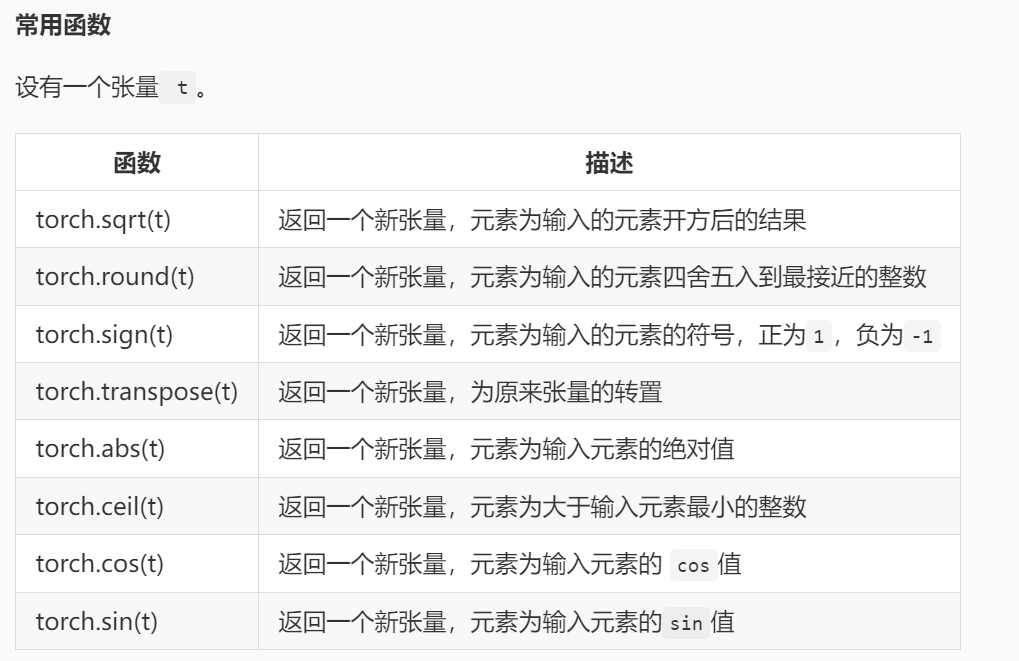 常用函数
设有一个张量 t 。
函数 描述
torch.sqrt(t) 返回一个新张量，元素为输入的元素开方后的结果
torch.round(t) 返回一个新张量，元素为输入的元素四舍五入到最接近的整数
torch.sign(t) 返回一个新张量，元素为输入的元素的符号，正为 1 ，负为 -1
torch.transpose(t) 返回一个新张量，为原来张量的转置
torch.abs(t) 返回一个新张量，元素为输入元素的绝对值
torch.ceil(t) 返回一个新张量，元素为大于输入元素最小的整数
torch.cos(t) 返回一个新张量，元素为输入元素的 cos 值
torch.sin(t) 返回一个新张量，元素为输入元素的 sin 值